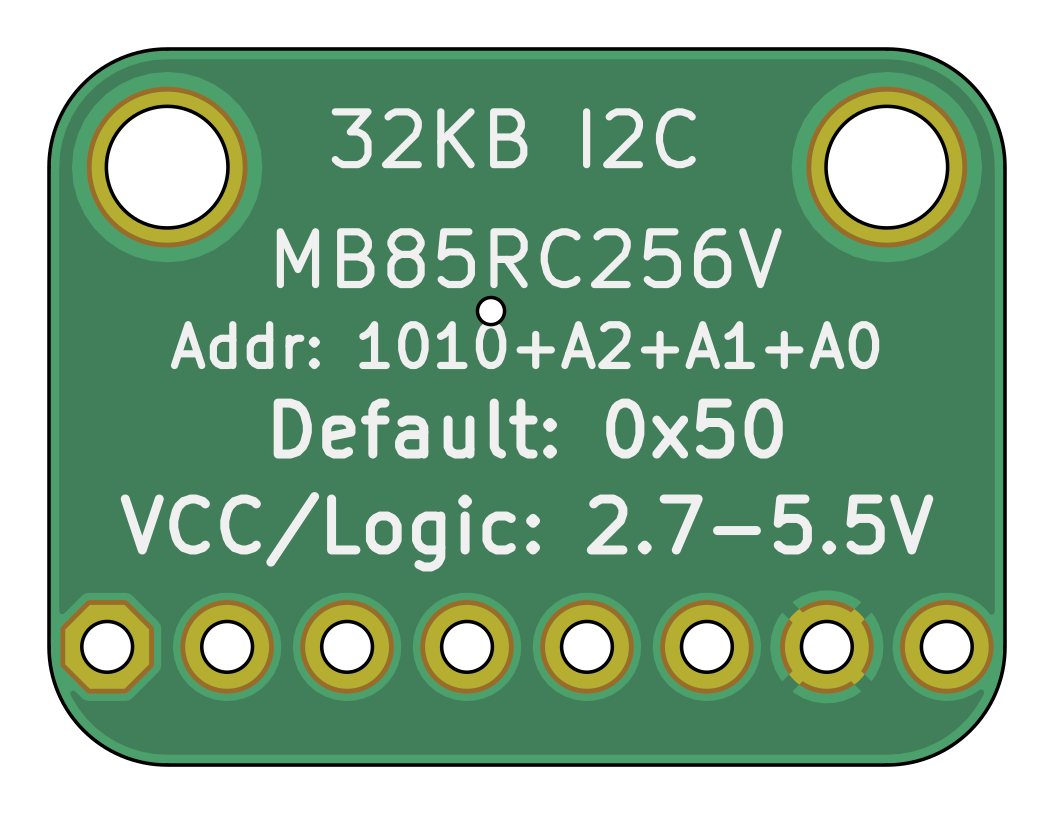 32KB I2C
MB85RC256V
Addr: 1010+A2+A1+A0
Default: 0x50
VCC/Logic: 2.7-5.5V